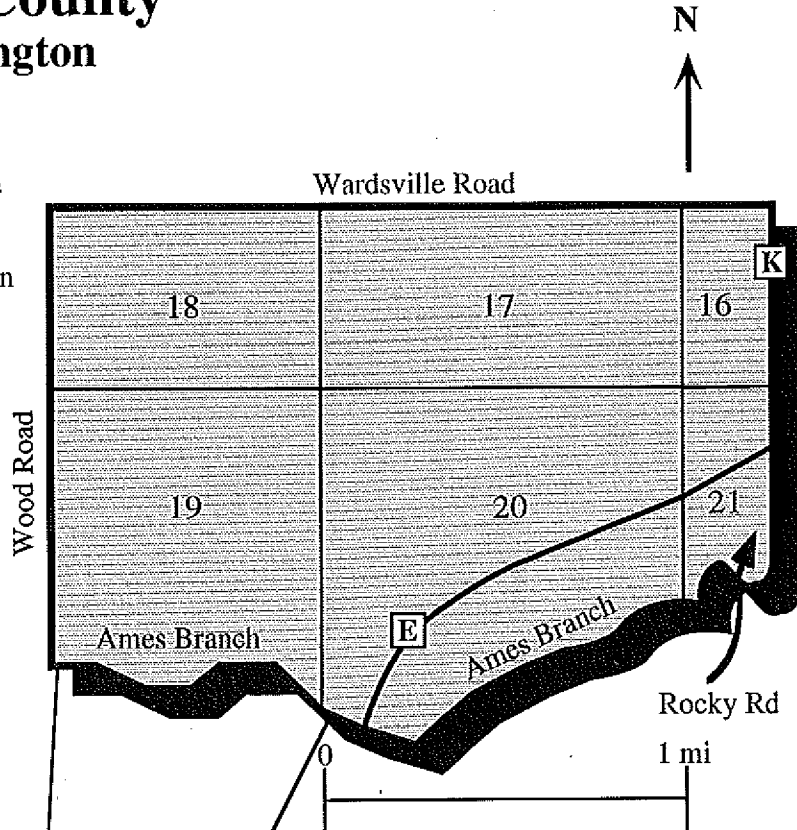 County
ngton
N
Wardsville Road
n
K
18
17
16
Wood Road
19
20
21
E
Ames Branch
Ames Branch
Rocky Rd
0
1 mi